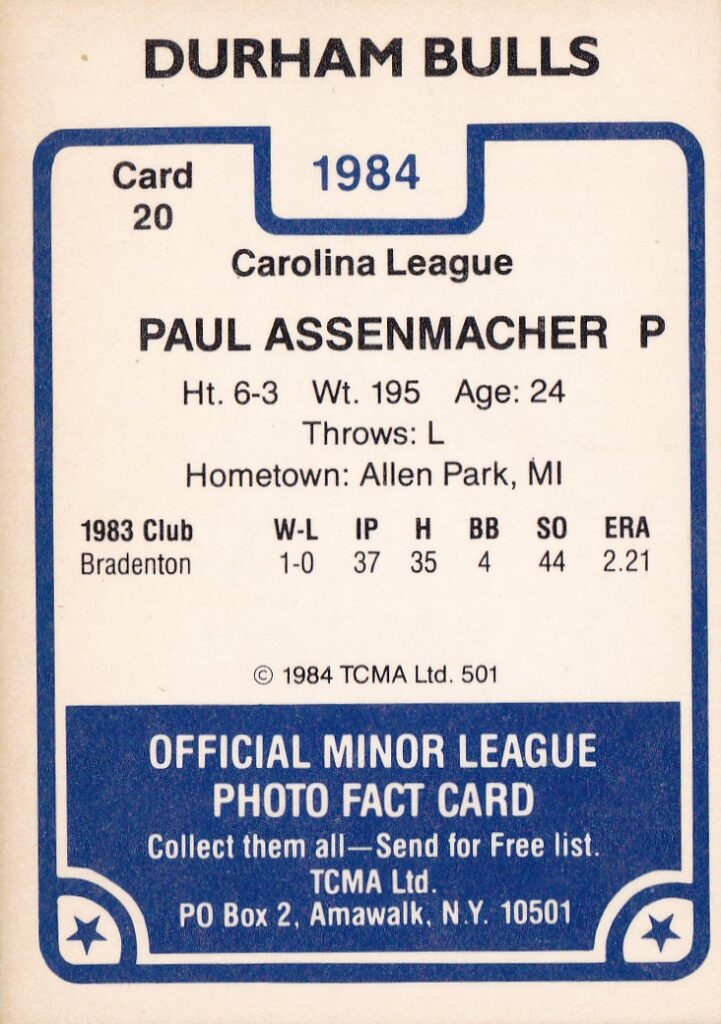 DURHAM BULLS
1984
Card
20
Carolina League
PAUL ASSENMACHER P
Ht. 6-3 Wt. 195 Age: 24
Throws: L
Hometown: Allen Park, MI
1983 Club W-L IP H BB SO ERA
Bradenton 1-0 37 35 4 44 2.21
© 1984 TCMA Ltd. 501
OFFICIAL MINOR LEAGUE
PHOTO FACT CARD
Collect them all—Send for Free list.
TCMA Ltd.
PO Box 2, Amawalk, N.Y. 10501